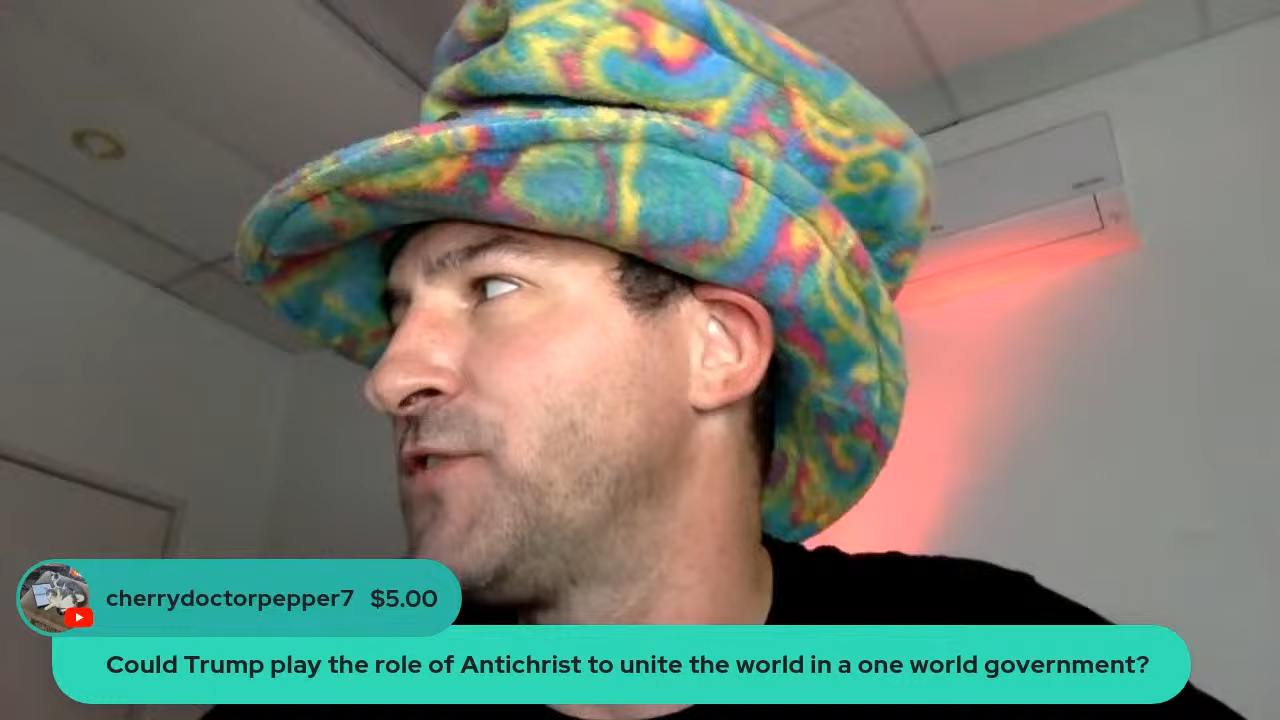 cherrydoctorpepper7 $5.00
Could Trump play the role of Antichrist to unite the world in a one world government?